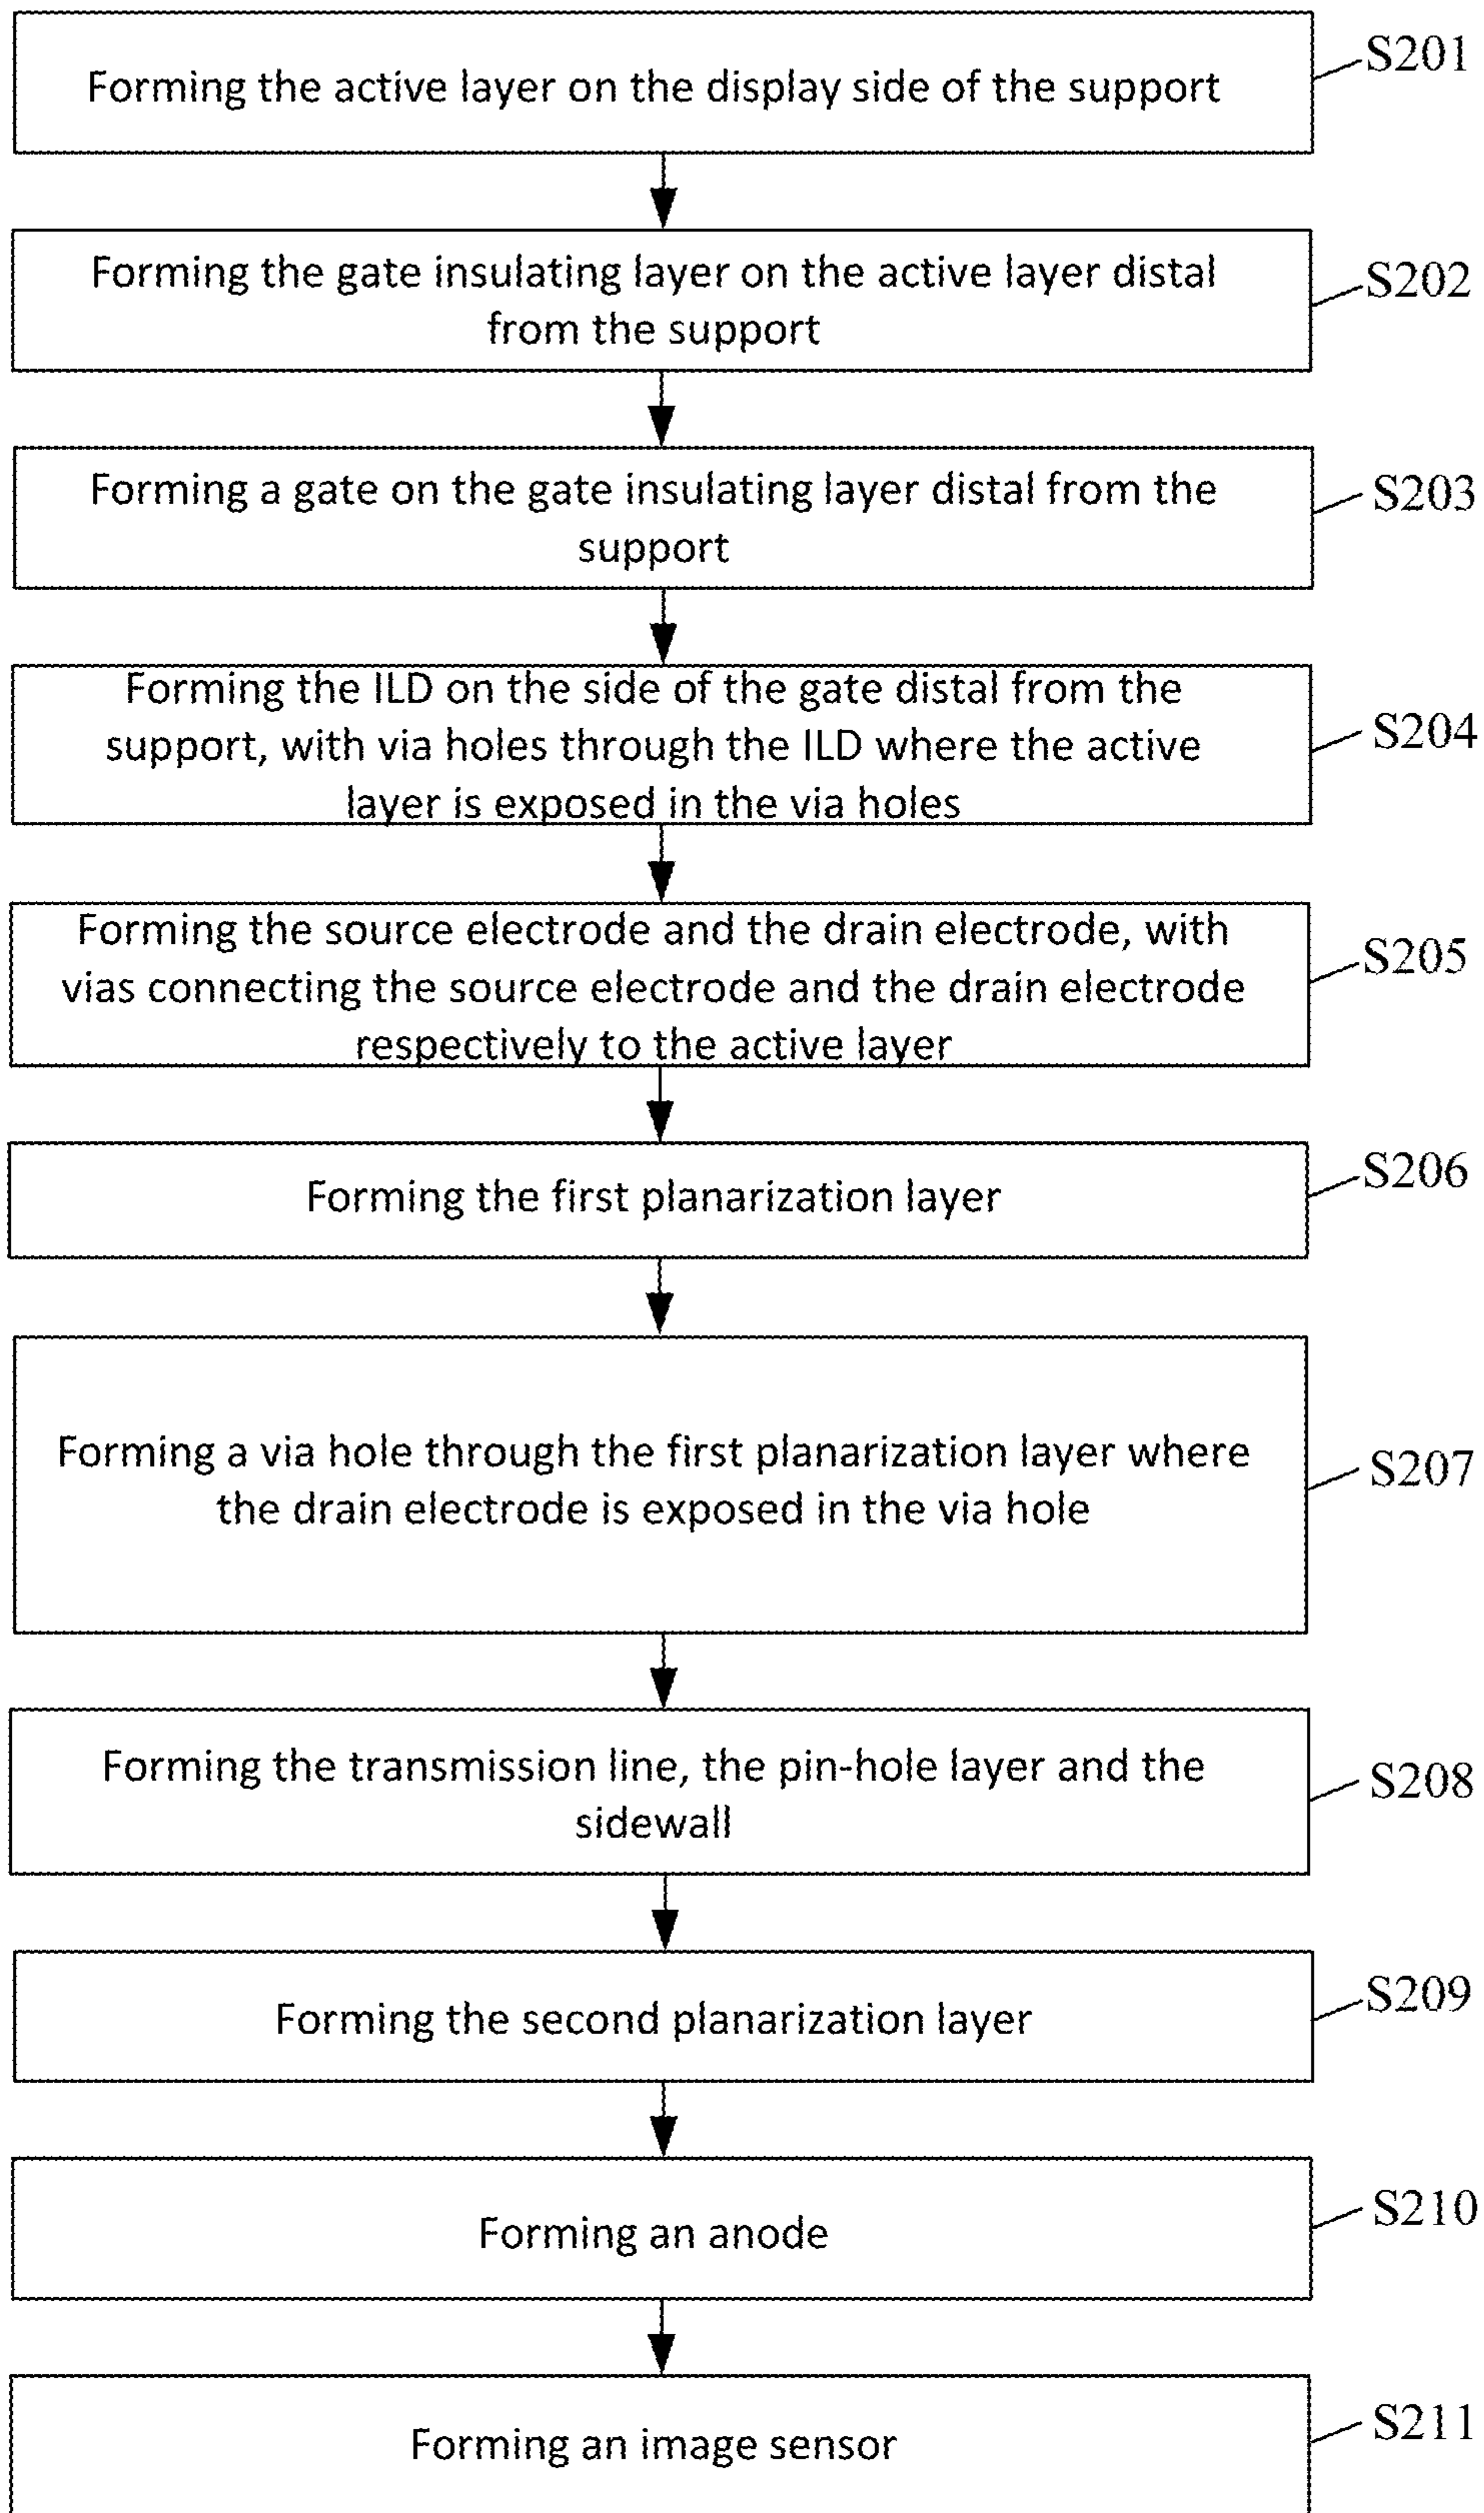 Forming the active layer on the display side of the support
S201
Forming the gate insulating layer on the active layer distal
from the support
S202
Forming a gate on the gate insulating layer distal from the
support
S203
Forming the ILD on the side of the gate distal from the
support, with via holes through the ILD where the active
layer is exposed in the via holes
S204
Forming the source electrode and the drain electrode, with
vias connecting the source electrode and the drain electrode
respectively to the active layer
S205
Forming the first planarization layer
S206
Forming a via hole through the first planarization layer where
the drain electrode is exposed in the via hole
S207
Forming the transmission line, the pin-hole layer and the
sidewall
S208
Forming the second planarization layer
S209
Forming an anode
S210
Forming an image sensor
S211